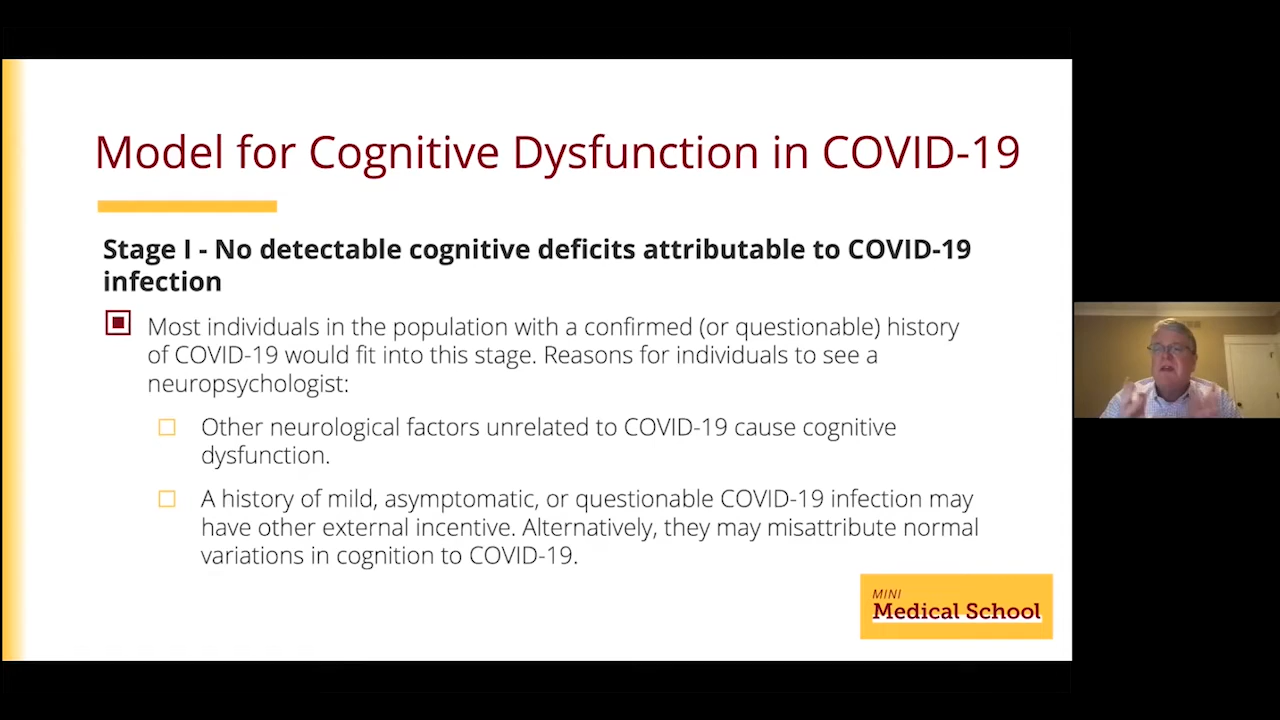 Model for Cognitive Dysfunction in COVID-19
Stage I - No detectable cognitive deficits attributable to COVID-19
infection
Most individuals in the population with a confirmed (or questionable) history
of COVID-19 would fit into this stage. Reasons for individuals to see a
neuropsychologist:
Other neurological factors unrelated to COVID-19 cause cognitive
dysfunction.
A history of mild, asymptomatic, or questionable COVID-19 infection may
have other external incentive. Alternatively, they may misattribute normal
variations in cognition to COVID-19.
MINI
Medical School